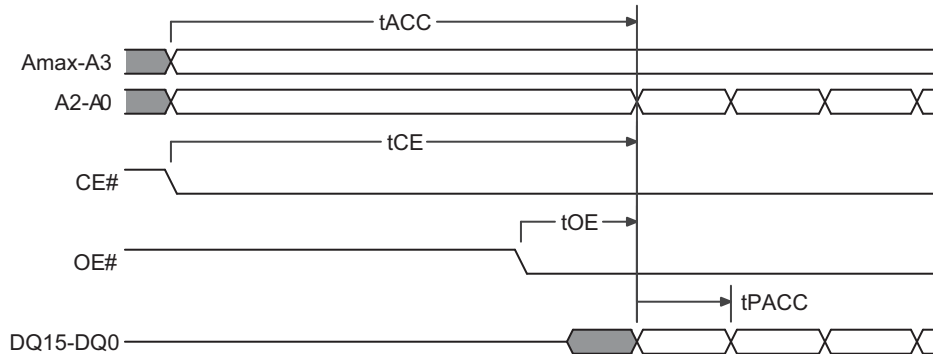 tACC
Amax-A3
A2-A0
tCE
CE#
tOE
OE#
tPACC
DQ15-DQ0